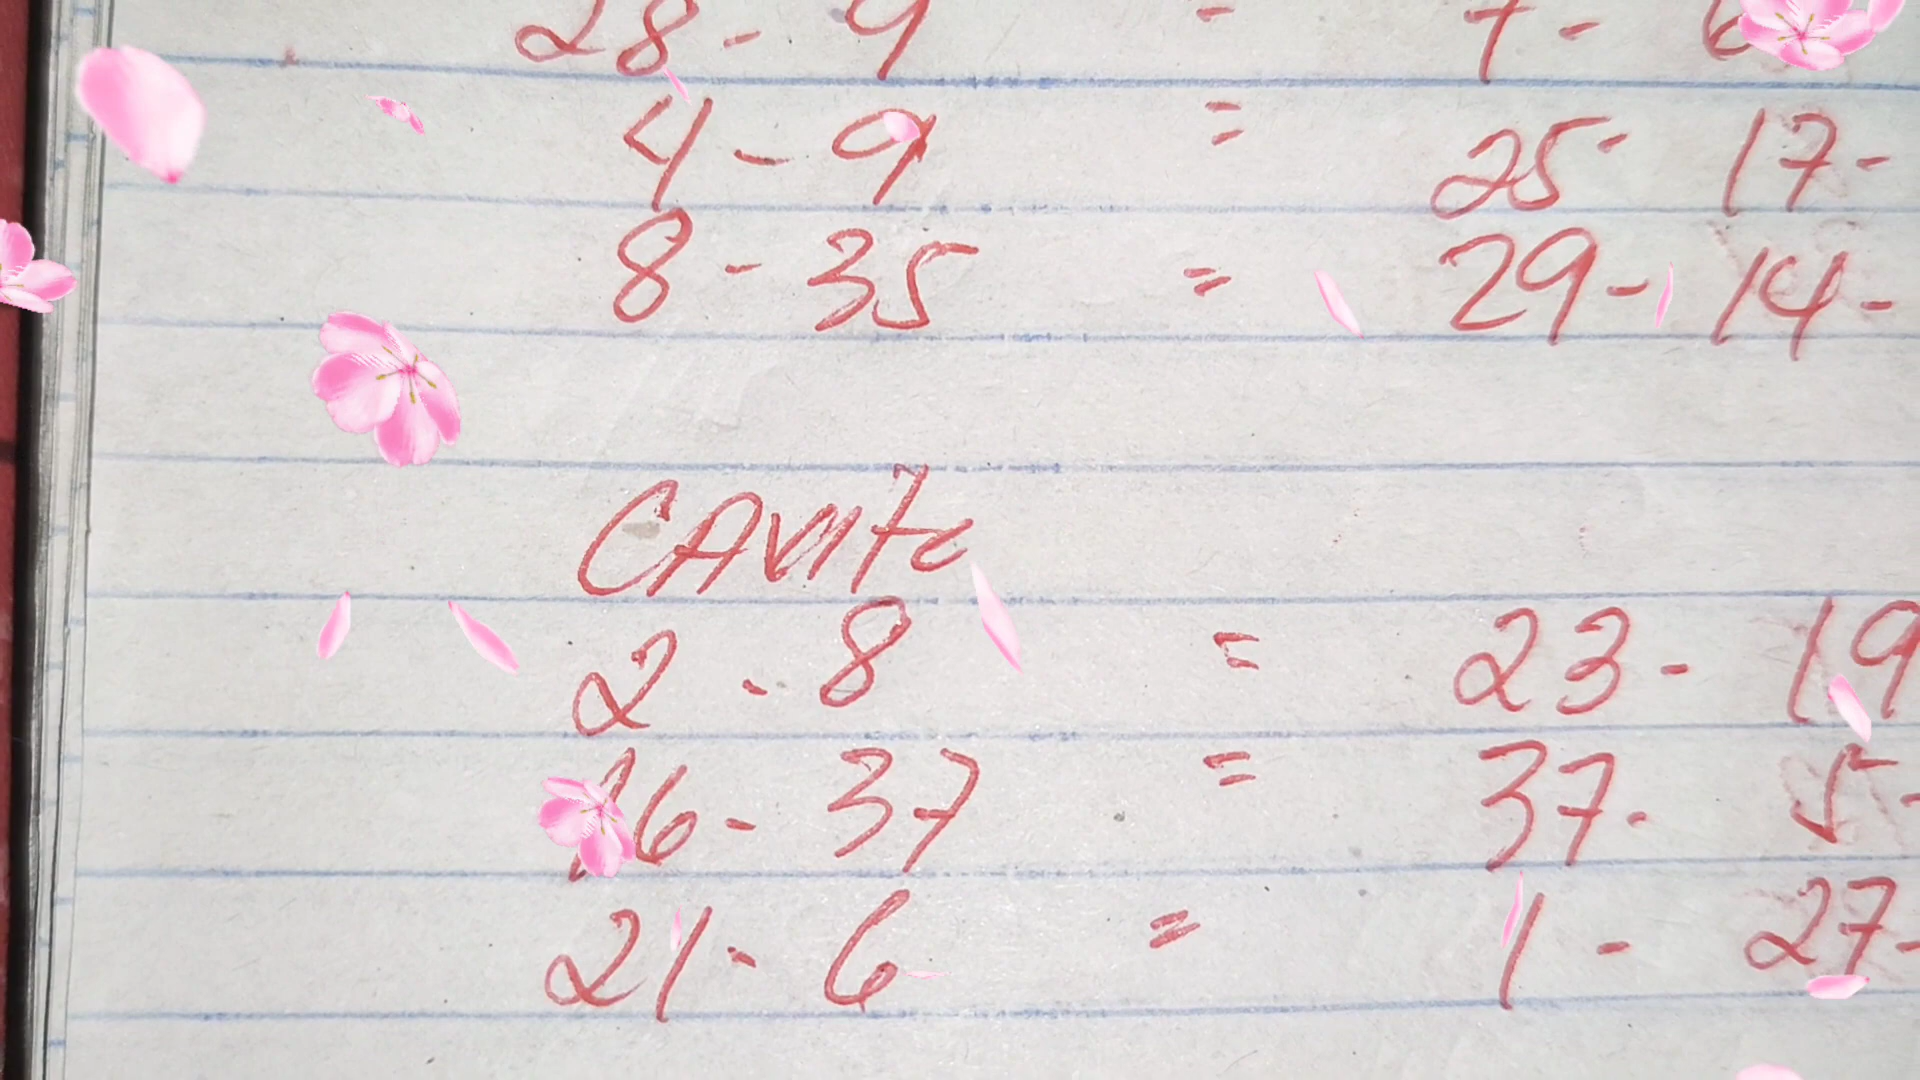 28 - 9 = 7 -
4 - 9 = 25 - 17 -
8 - 35 = 29 - 14 -
CAVITe
2 - 8 = 23 - 19
16 - 37 = 37 - 5 -
21 - 6 = 1 - 27 -